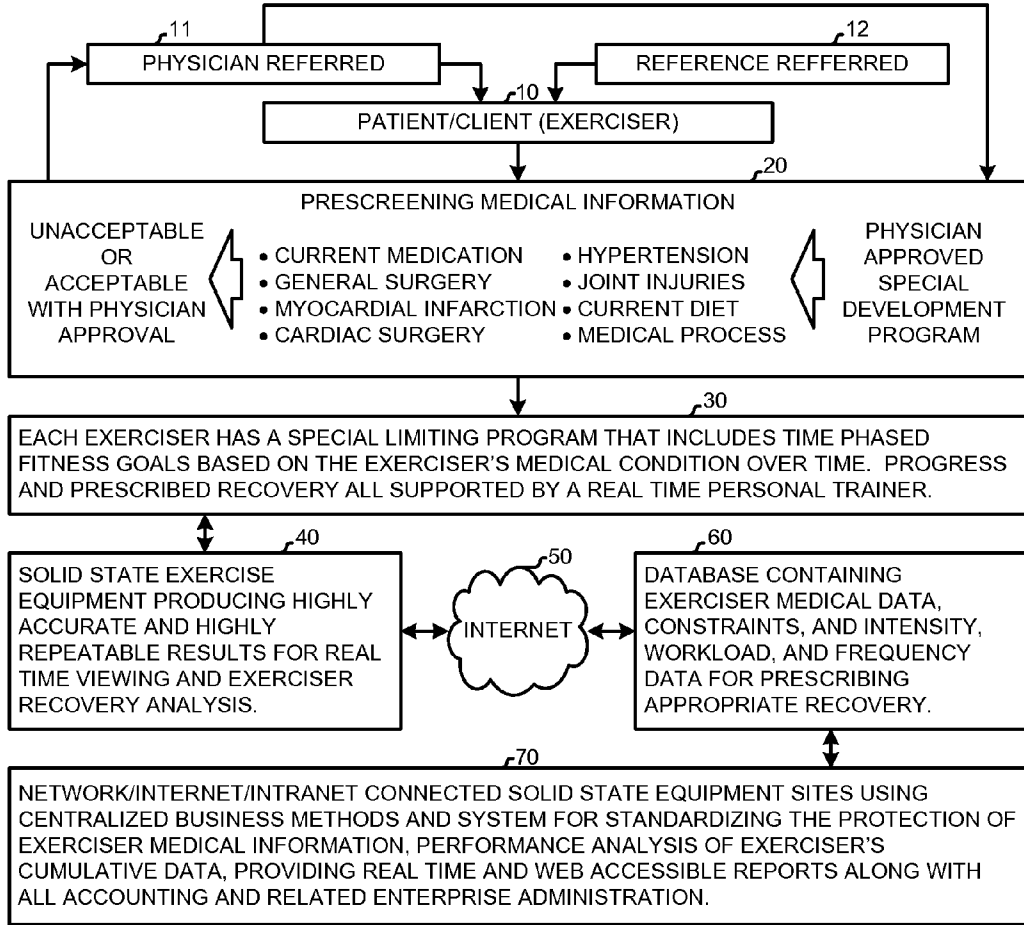 11
PHYSICIAN REFERRED
12
REFERENCE REFFERRED
10
PATIENT/CLIENT (EXERCISER)
20
PRESCREENING MEDICAL INFORMATION
UNACCEPTABLE
OR
ACCEPTABLE
WITH PHYSICIAN
APPROVAL
• CURRENT MEDICATION
• GENERAL SURGERY
• MYOCARDIAL INFARCTION
• CARDIAC SURGERY
• HYPERTENSION
• JOINT INJURIES
• CURRENT DIET
• MEDICAL PROCESS
PHYSICIAN
APPROVED
SPECIAL
DEVELOPMENT
PROGRAM
30
EACH EXERCISER HAS A SPECIAL LIMITING PROGRAM THAT INCLUDES TIME PHASED
FITNESS GOALS BASED ON THE EXERCISER'S MEDICAL CONDITION OVER TIME. PROGRESS
AND PRESCRIBED RECOVERY ALL SUPPORTED BY A REAL TIME PERSONAL TRAINER.
40
SOLID STATE EXERCISE
EQUIPMENT PRODUCING HIGHLY
ACCURATE AND HIGHLY
REPEATABLE RESULTS FOR REAL
TIME VIEWING AND EXERCISER
RECOVERY ANALYSIS.
50
INTERNET
60
DATABASE CONTAINING
EXERCISER MEDICAL DATA,
CONSTRAINTS, AND INTENSITY,
WORKLOAD, AND FREQUENCY
DATA FOR PRESCRIBING
APPROPRIATE RECOVERY.
70
NETWORK/INTERNET/INTRANET CONNECTED SOLID STATE EQUIPMENT SITES USING
CENTRALIZED BUSINESS METHODS AND SYSTEM FOR STANDARDIZING THE PROTECTION OF
EXERCISER MEDICAL INFORMATION, PERFORMANCE ANALYSIS OF EXERCISER'S
CUMULATIVE DATA, PROVIDING REAL TIME AND WEB ACCESSIBLE REPORTS ALONG WITH
ALL ACCOUNTING AND RELATED ENTERPRISE ADMINISTRATION.